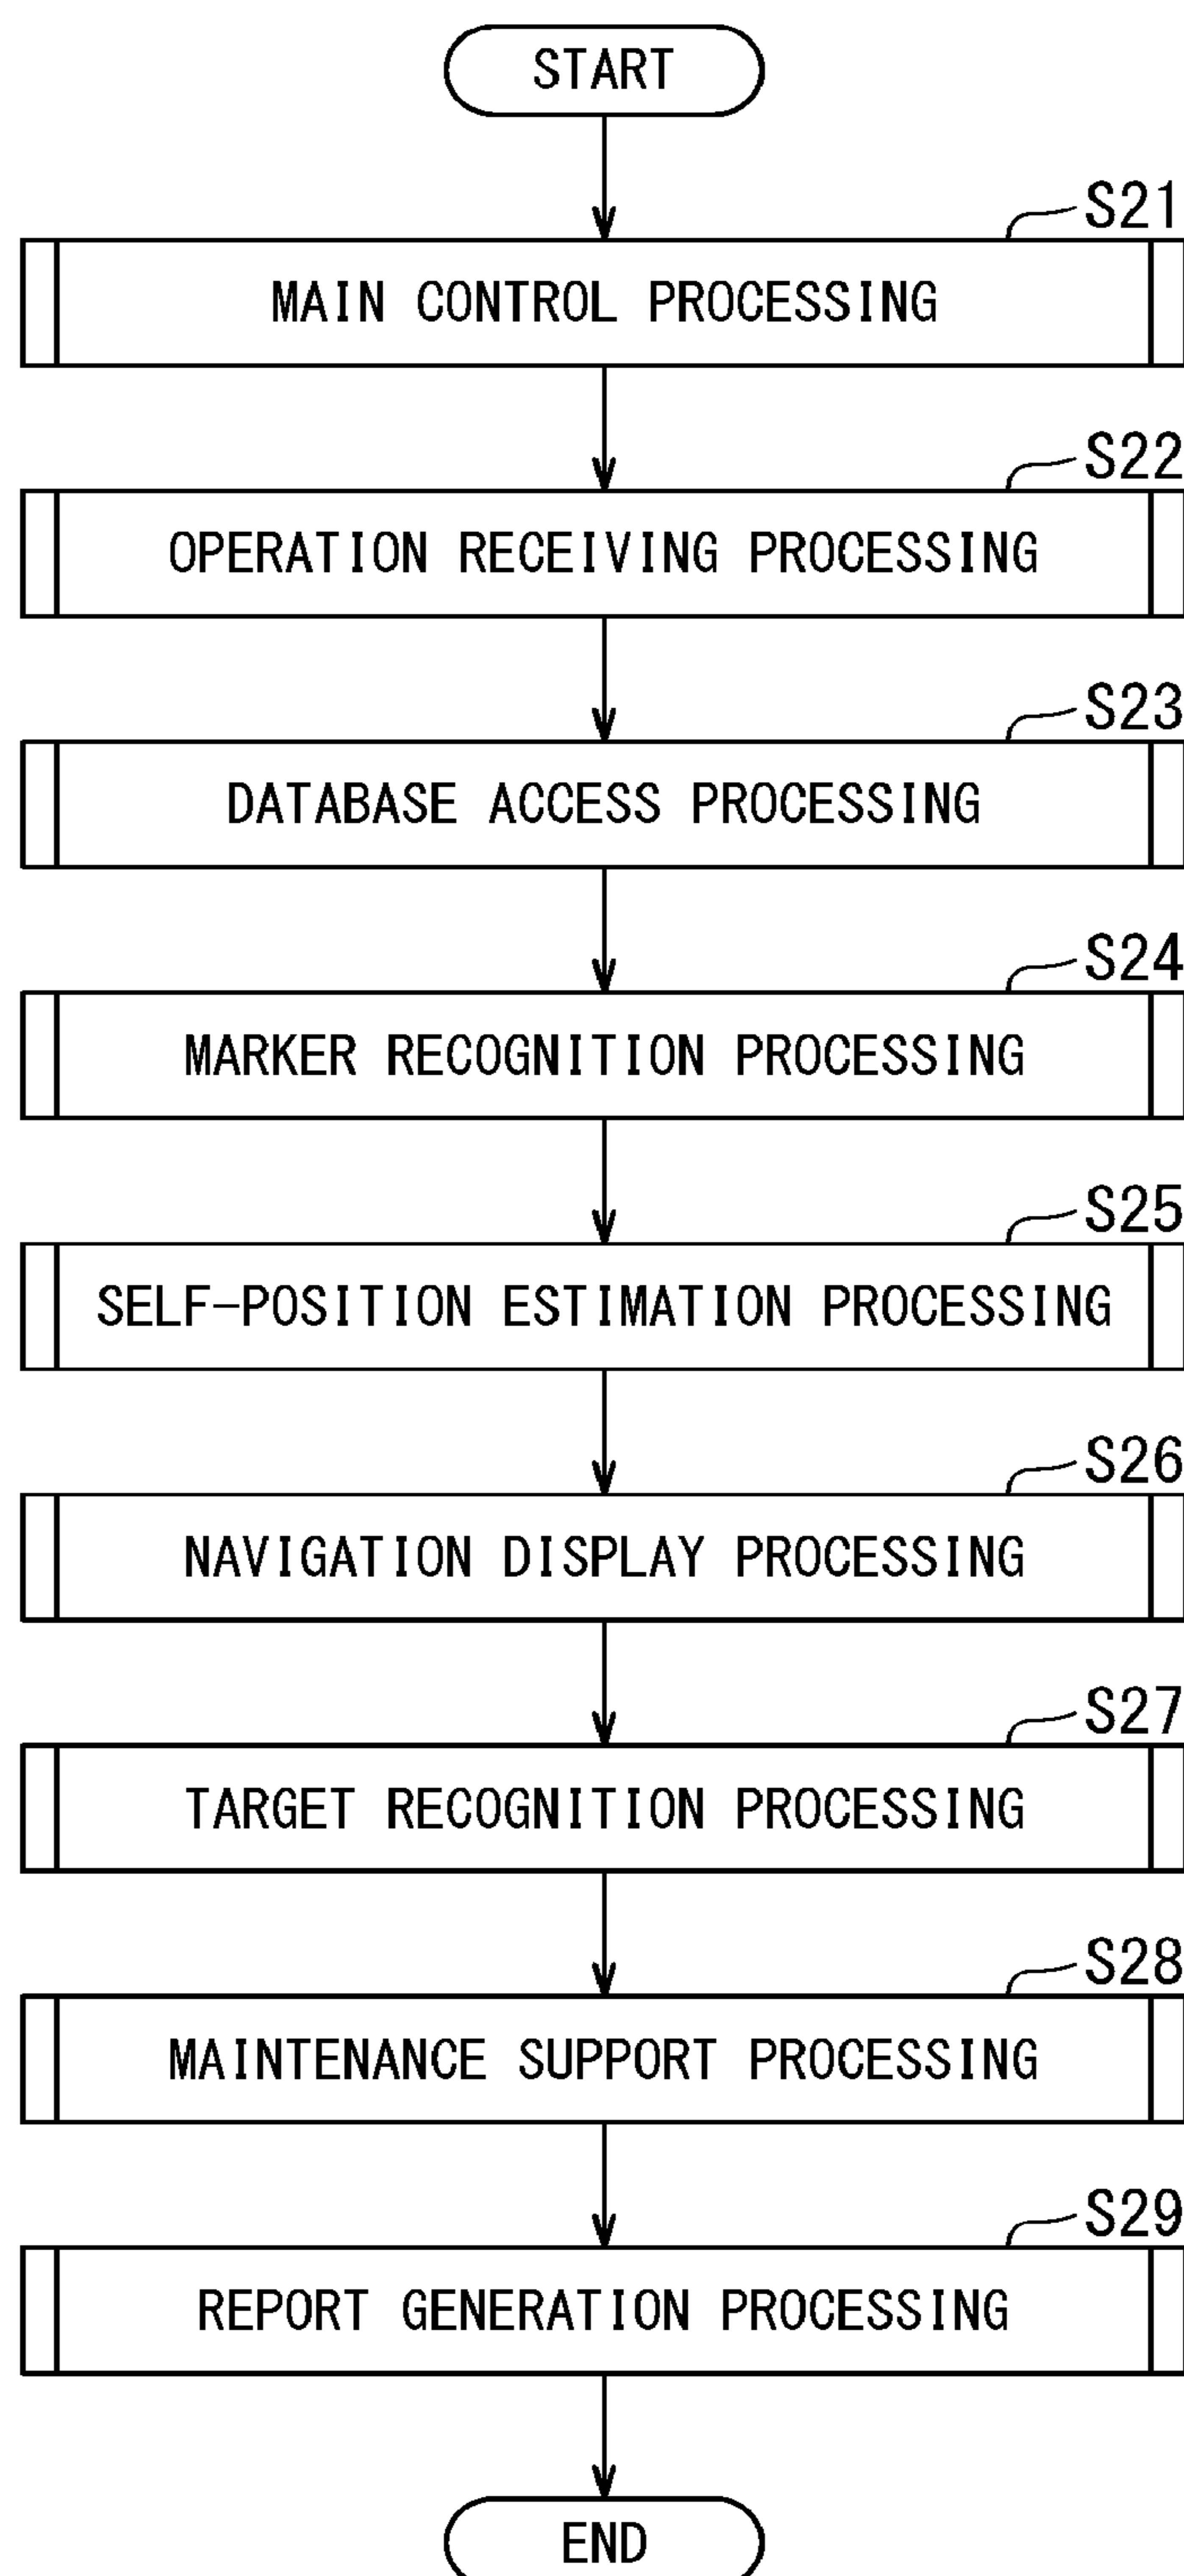 START
S21
MAIN CONTROL PROCESSING
S22
OPERATION RECEIVING PROCESSING
S23
DATABASE ACCESS PROCESSING
S24
MARKER RECOGNITION PROCESSING
S25
SELF-POSITION ESTIMATION PROCESSING
S26
NAVIGATION DISPLAY PROCESSING
S27
TARGET RECOGNITION PROCESSING
S28
MAINTENANCE SUPPORT PROCESSING
S29
REPORT GENERATION PROCESSING
END